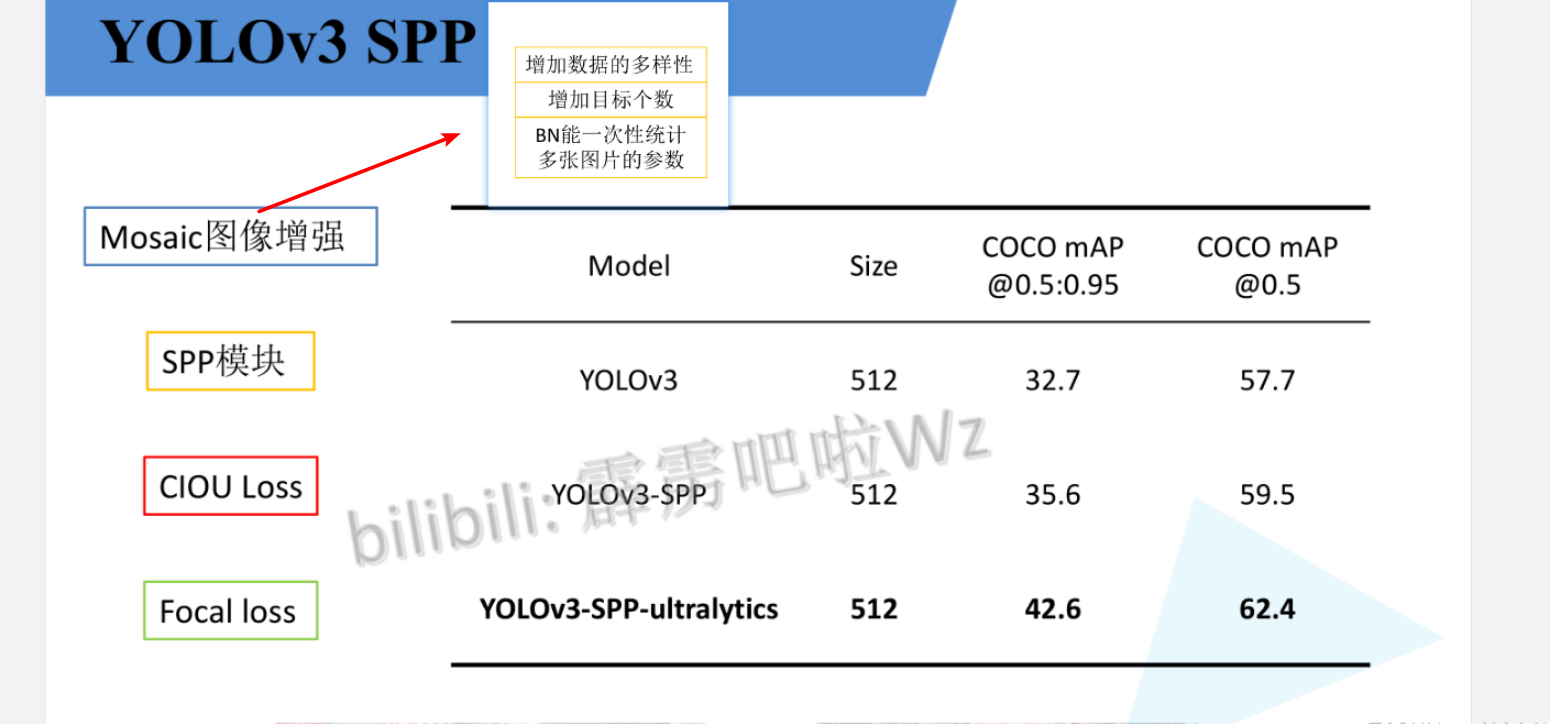 YOLOv3 SPP
增加数据的多样性
增加目标个数
BN能一次性统计
多张图片的参数
Mosaic图像增强
SPP模块
CIOU Loss
Focal loss
Model Size COCO mAP @0.5:0.95 COCO mAP @0.5
YOLOv3 512 32.7 57.7
YOLOv3-SPP 512 35.6 59.5
YOLOv3-SPP-ultralytics 512 42.6 62.4
bilibili: 霹雳吧啦Wz